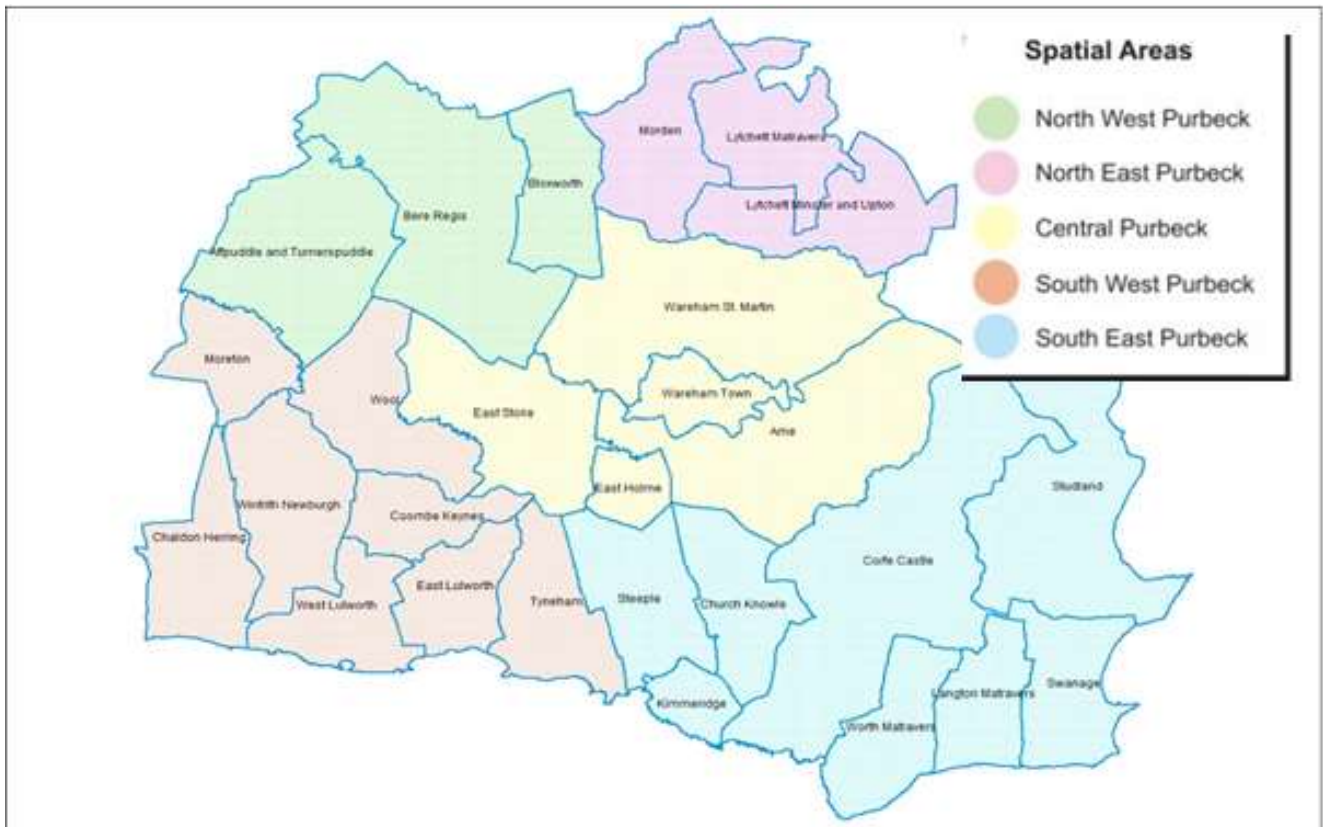 Spatial Areas
North West Purbeck
North East Purbeck
Central Purbeck
South West Purbeck
South East Purbeck
Morden
Lytchett Matravers
Bloxworth
Lytchett Minster and Upton
Bere Regis
Affpuddle and Turnerspuddle
Wareham St. Martin
Moreton
Wool
Wareham Town
East Stoke
Arne
East Holme
Studland
Winfrith Newburgh
Coombe Keynes
Chaldon Herring
Corfe Castle
East Lulworth
West Lulworth
Tyneham
Steeple
Church Knowle
Swanage
Langton Matravers
Kimmeridge
Worth Matravers